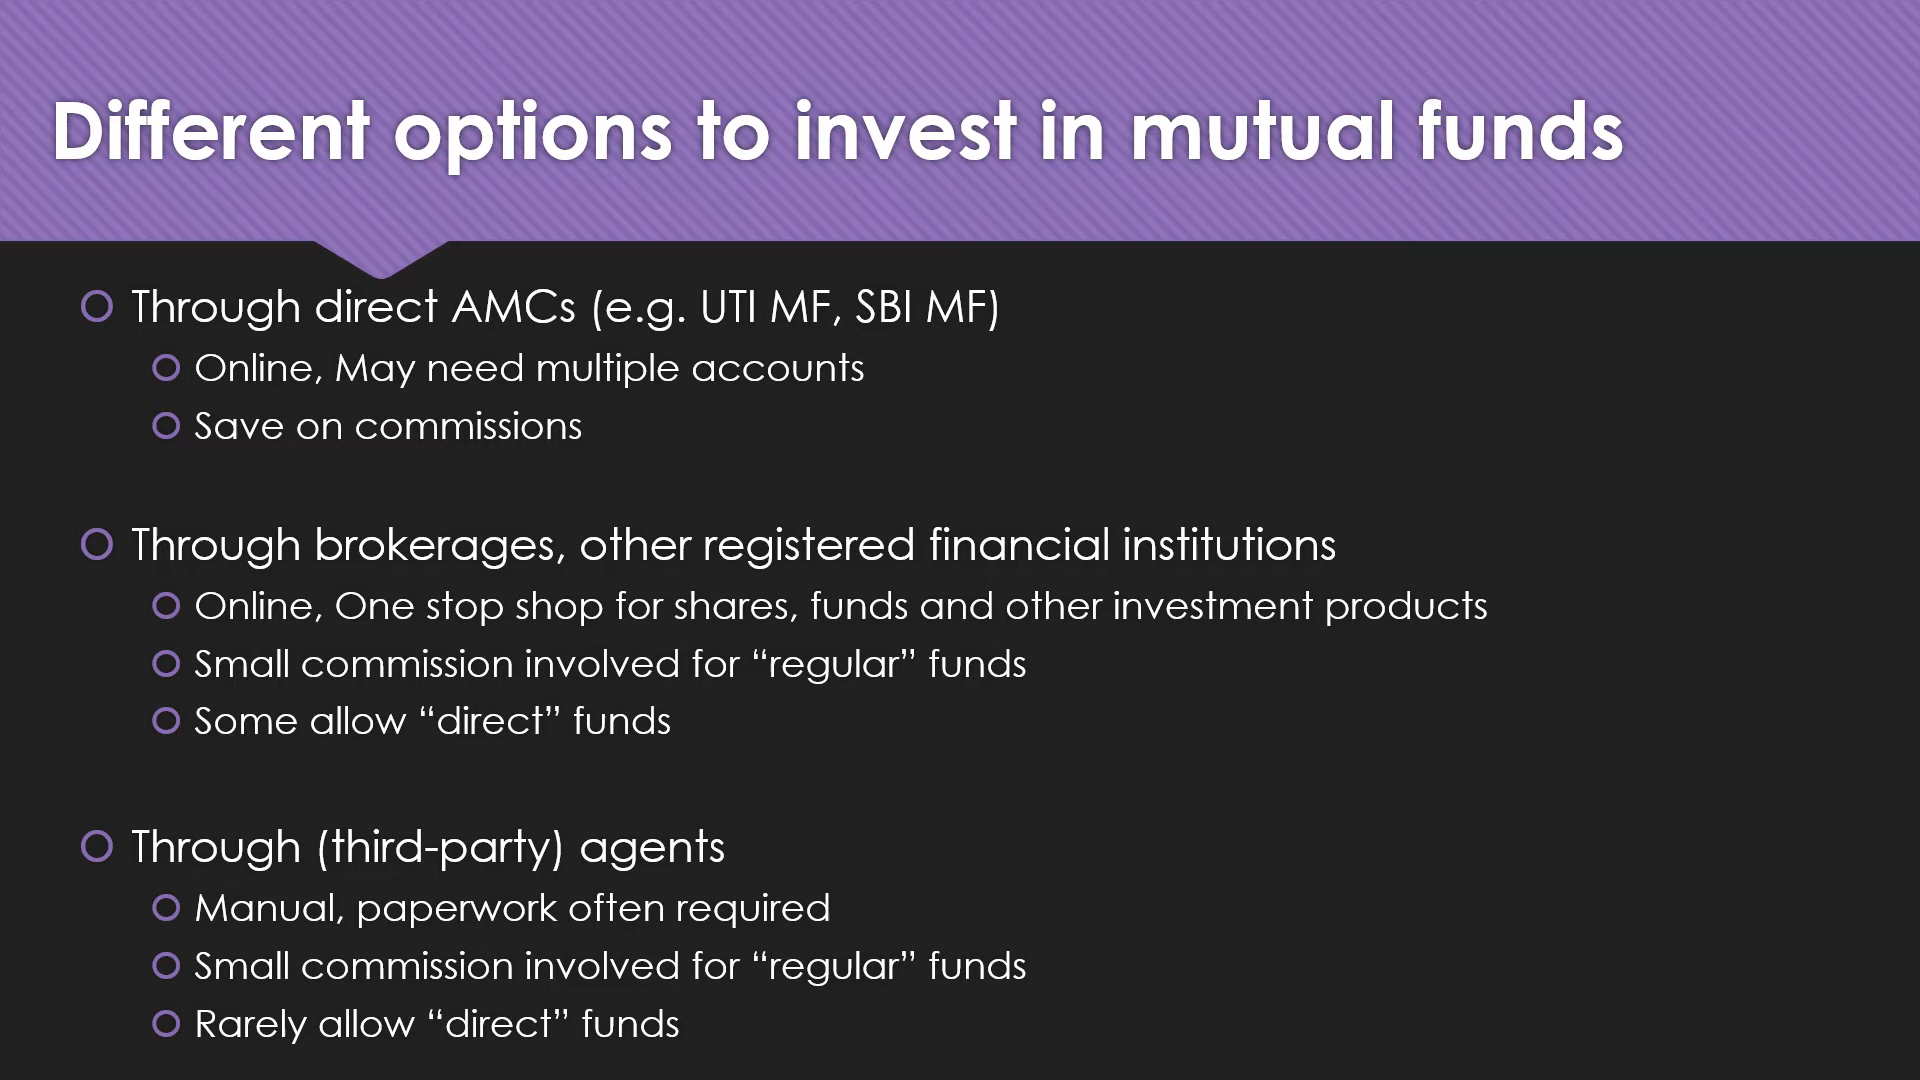 Different options to invest in mutual funds
Through direct AMCs (e.g. UTI MF, SBI MF)
Online, May need multiple accounts
Save on commissions
Through brokerages, other registered financial institutions
Online, One stop shop for shares, funds and other investment products
Small commission involved for “regular” funds
Some allow “direct” funds
Through (third-party) agents
Manual, paperwork often required
Small commission involved for “regular” funds
Rarely allow “direct” funds